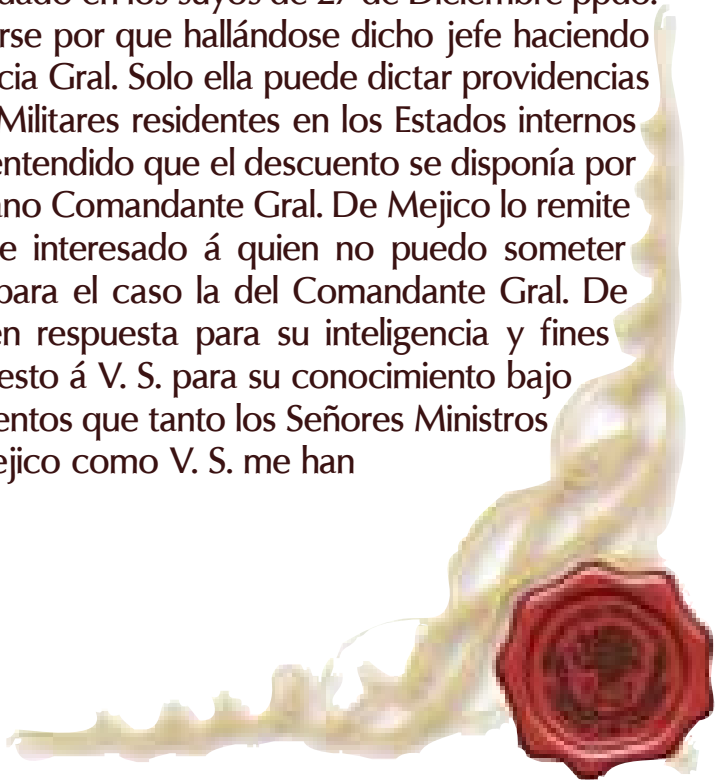 dado en los suyos de 27 de Diciembre ppdo.
rse por que hallándose dicho jefe haciendo
cia Gral. Solo ella puede dictar providencias
Militares residentes en los Estados internos
entendido que el descuento se disponía por
ano Comandante Gral. De Mejico lo remite
e interesado á quien no puedo someter
para el caso la del Comandante Gral. De
en respuesta para su inteligencia y fines
esto á V. S. para su conocimiento bajo
entos que tanto los Señores Ministros
ejico como V. S. me han